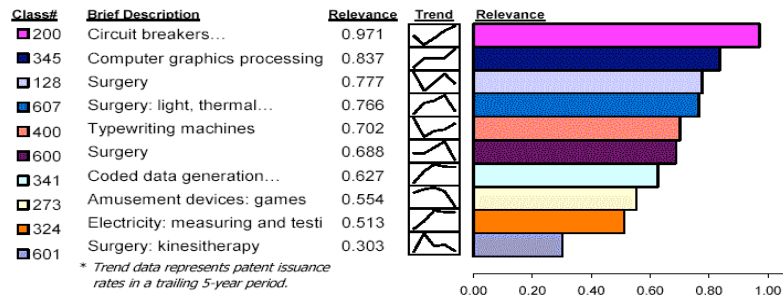 Class# Brief Description Relevance Trend Relevance
200 Circuit breakers... 0.971
345 Computer graphics processing 0.837
128 Surgery 0.777
607 Surgery: light, thermal... 0.766
400 Typewriting machines 0.702
600 Surgery 0.688
341 Coded data generation... 0.627
273 Amusement devices: games 0.554
324 Electricity: measuring and testi 0.513
601 Surgery: kinesitherapy 0.303
* Trend data represents patent issuance
rates in a trailing 5-year period.
0.00 0.20 0.40 0.60 0.80 1.00